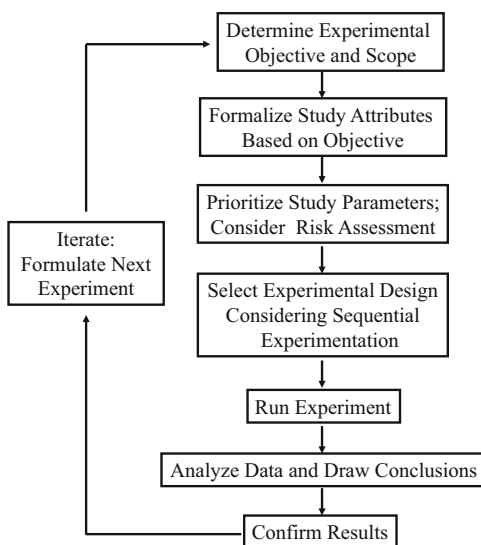 Determine Experimental
Objective and Scope
Formalize Study Attributes
Based on Objective
Prioritize Study Parameters;
Consider Risk Assessment
Iterate:
Formulate Next
Experiment
Select Experimental Design
Considering Sequential
Experimentation
Run Experiment
Analyze Data and Draw Conclusions
Confirm Results